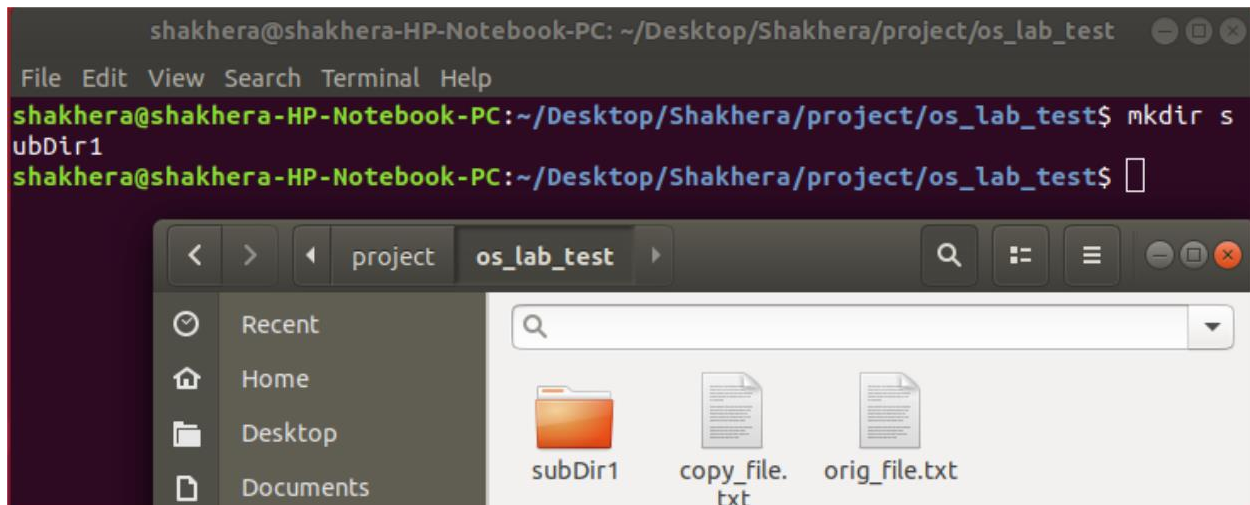 shakhera@shakhera-HP-Notebook-PC: ~/Desktop/Shakhera/project/os_lab_test
File Edit View Search Terminal Help
shakhera@shakhera-HP-Notebook-PC:~/Desktop/Shakhera/project/os_lab_test$ mkdir s
ubDir1
shakhera@shakhera-HP-Notebook-PC:~/Desktop/Shakhera/project/os_lab_test$
project os_lab_test
Recent
Home
Desktop
Documents
subDir1
copy_file.
txt
orig_file.txt